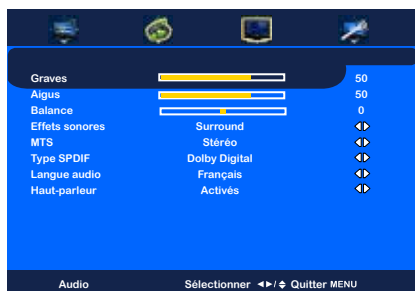 Graves 50
Aigus 50
Balance 0
Effets sonores Surround
MTS Stéréo
Type SPDIF Dolby Digital
Langue audio Français
Haut-parleur Activés
Audio Sélectionner ◄►/⬍ Quitter MENU